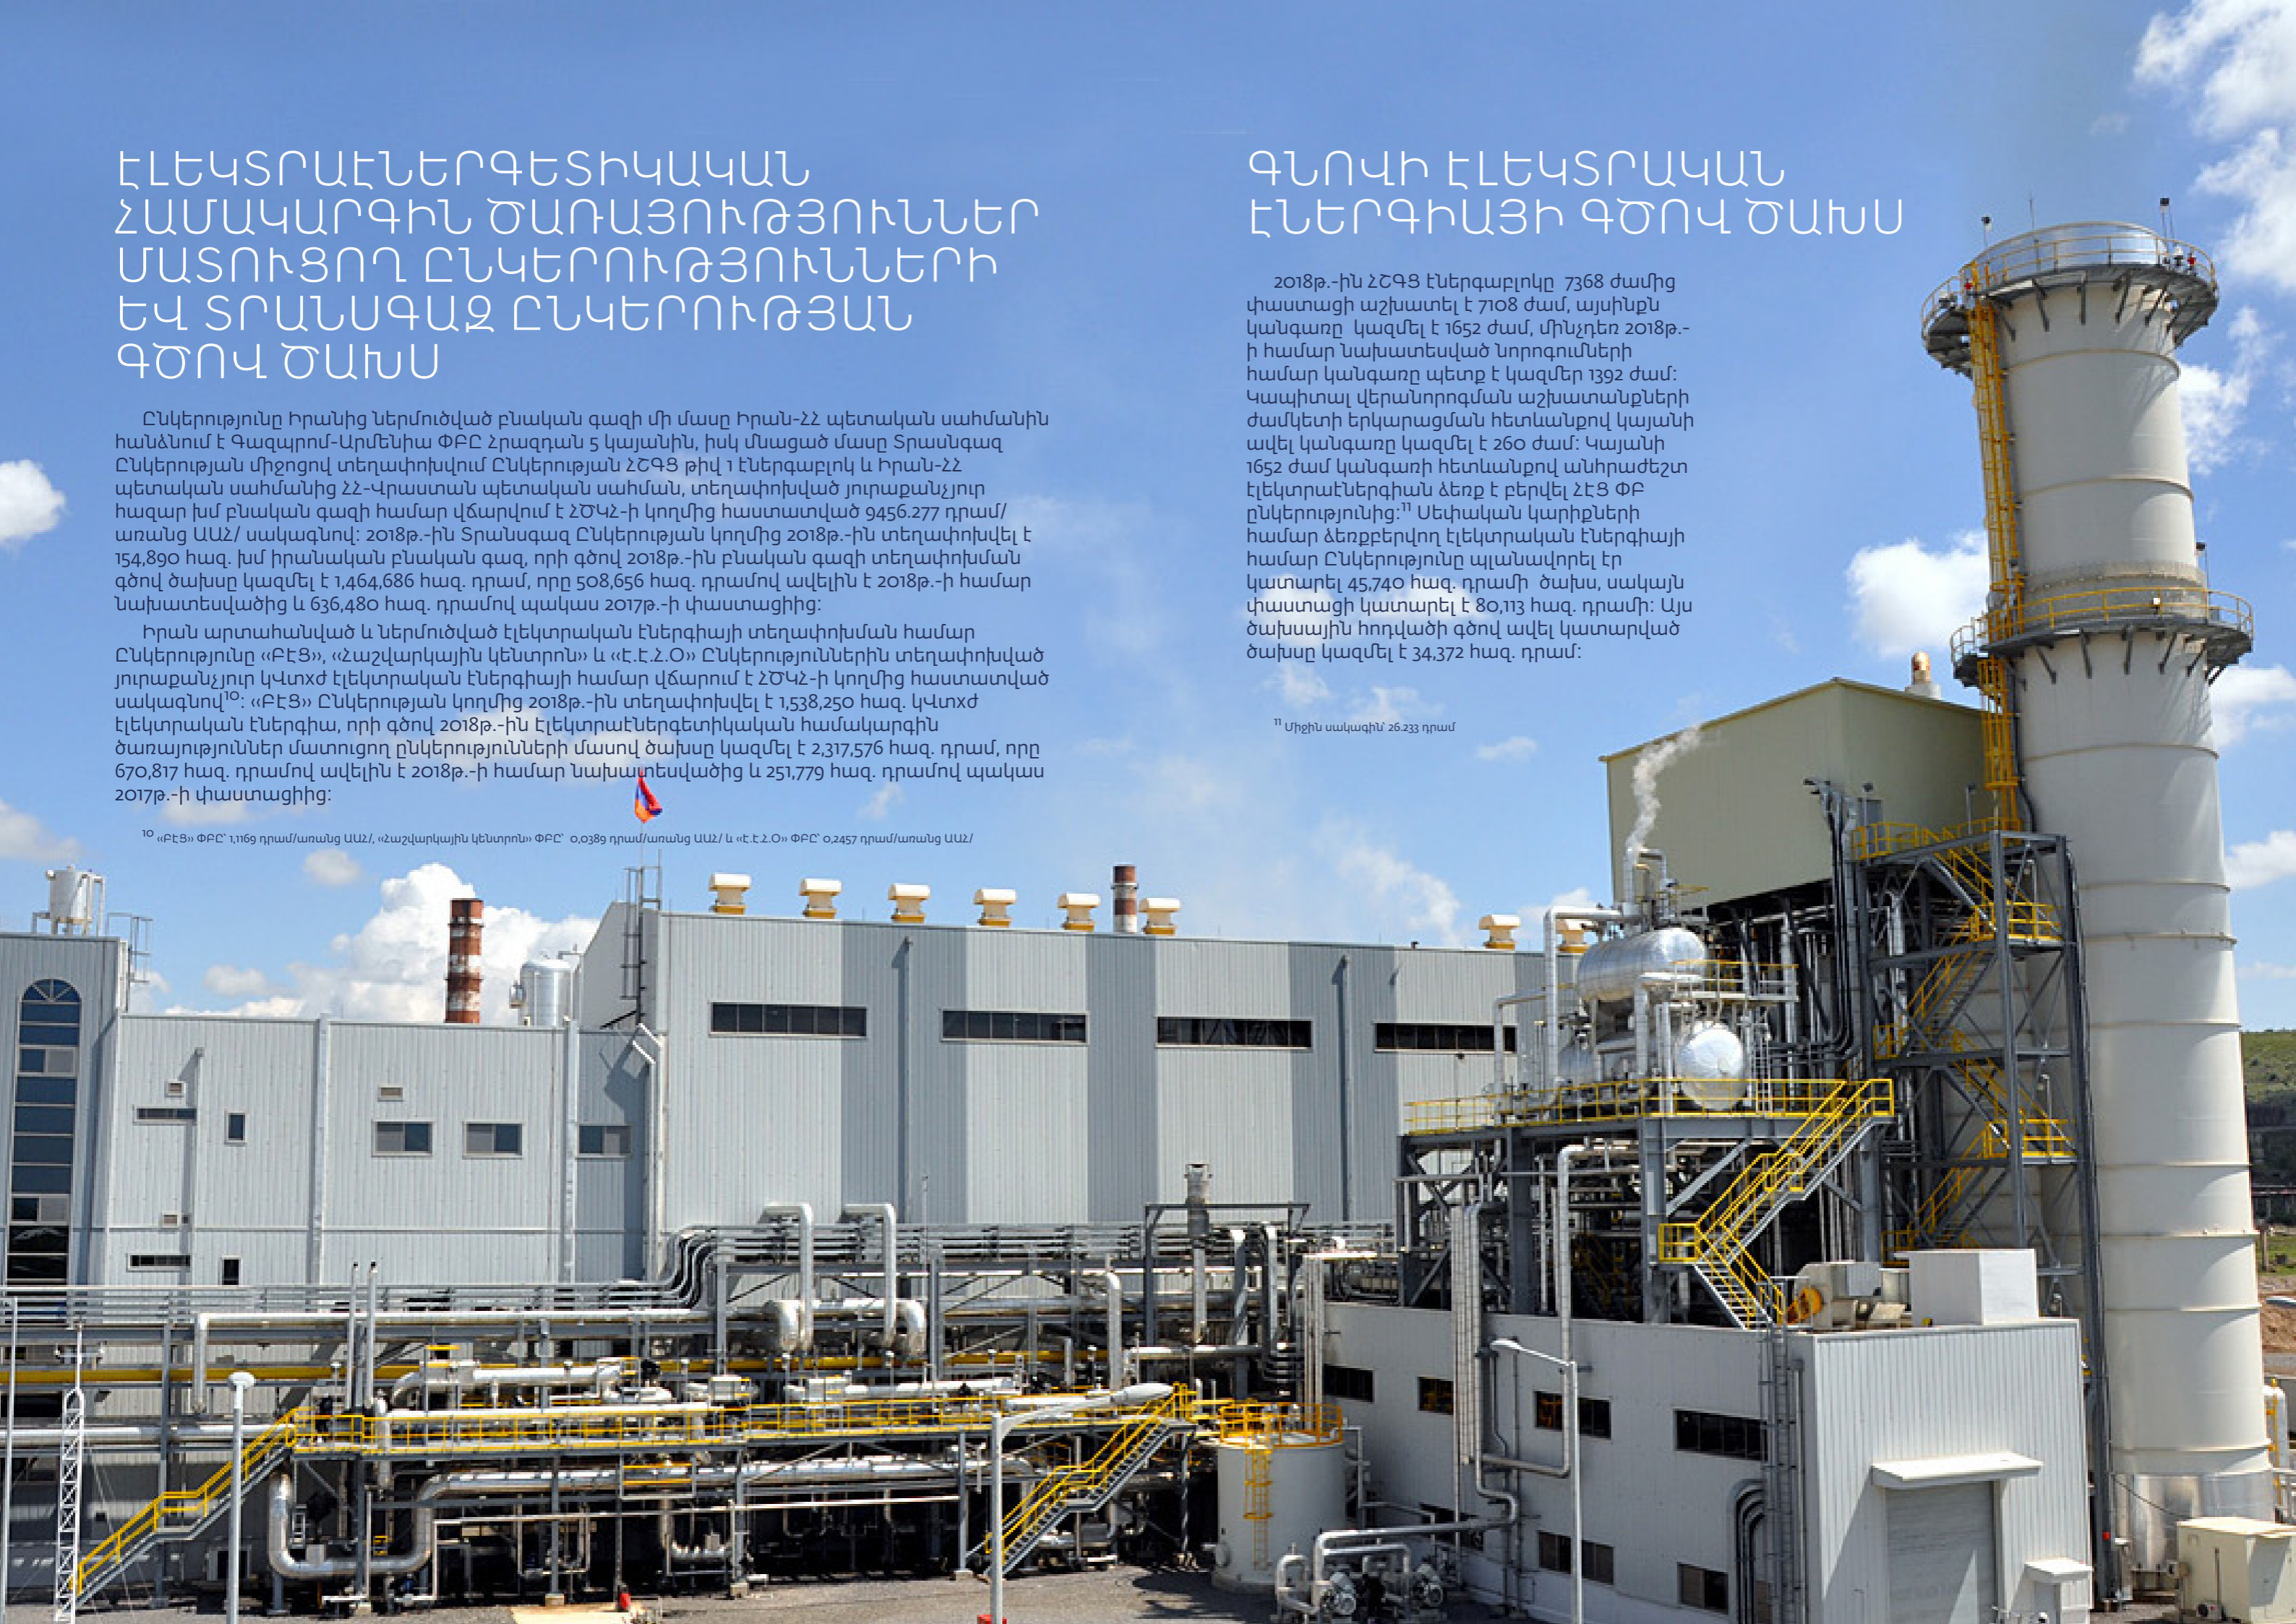 ԷԼԵԿՏՐԱԷՆԵՐԳԵՏԻԿԱԿԱՆ
ՀԱՄԱԿԱՐԳԻՆ ԾԱՌԱՅՈՒԹՅՈՒՆՆԵՐ
ՄԱՏՈՒՑՈՂ ԸՆԿԵՐՈՒԹՅՈՒՆՆԵՐԻ
ԵՎ ՏՐԱՆՍԳԱԶ ԸՆԿԵՐՈՒԹՅԱՆ
ԳԾՈՎ ԾԱԽՍ
Ընկերությունը Իրանից ներմուծված բնական գազի մի մասը Իրան-ՀՀ պետական սահմանին
հանձնում է Գազպրոմ-Արմենիա ՓԲԸ Հրազդան 5 կայանին, իսկ մնացած մասը Տրասնգազ
Ընկերության միջոցով տեղափոխվում Ընկերության ՀՇԳՑ թիվ 1 էներգաբլոկ և Իրան-ՀՀ
պետական սահմանից ՀՀ-Վրաստան պետական սահման, տեղափոխված յուրաքանչյուր
հազար խմ բնական գազի համար վճարվում է ՀԾԿՀ-ի կողմից հաստատված 9456.277 դրամ/
առանց ԱԱՀ/ սակագնով: 2018թ.-ին Տրանսգազ Ընկերության կողմից 2018թ.-ին տեղափոխվել է
154,890 հազ. խմ իրանական բնական գազ, որի գծով 2018թ.-ին բնական գազի տեղափոխման
գծով ծախսը կազմել է 1,464,686 հազ. դրամ, որը 508,656 հազ. դրամով ավելին է 2018թ.-ի համար
նախատեսվածից և 636,480 հազ. դրամով պակաս 2017թ.-ի փաստացիից:
Իրան արտահանված և ներմուծված էլեկտրական էներգիայի տեղափոխման համար
Ընկերությունը ‹‹ԲԷՑ››, ‹‹Հաշվարկային կենտրոն›› և ‹‹Է.Է.Հ.Օ›› Ընկերություններին տեղափոխված
յուրաքանչյուր կՎտxժ էլեկտրական էներգիայի համար վճարում է ՀԾԿՀ-ի կողմից հաստատված
սակագնով¹⁰: ‹‹ԲԷՑ›› Ընկերության կողմից 2018թ.-ին տեղափոխվել է 1,538,250 հազ. կՎտxժ
էլեկտրական էներգիա, որի գծով 2018թ.-ին Էլեկտրաէներգետիկական համակարգին
ծառայություններ մատուցող ընկերությունների մասով ծախսը կազմել է 2,317,576 հազ. դրամ, որը
670,817 հազ. դրամով ավելին է 2018թ.-ի համար նախատեսվածից և 251,779 հազ. դրամով պակաս
2017թ.-ի փաստացիից:
¹⁰ ‹‹ԲԷՑ›› ՓԲԸ՝ 1,1169 դրամ/առանց ԱԱՀ/, ‹‹Հաշվարկային կենտրոն›› ՓԲԸ՝ 0,0389 դրամ/առանց ԱԱՀ/ և ‹‹Է.Է.Հ.Օ›› ՓԲԸ՝ 0,2457 դրամ/առանց ԱԱՀ/
ԳՆՈՎԻ ԷԼԵԿՏՐԱԿԱՆ
ԷՆԵՐԳԻԱՅԻ ԳԾՈՎ ԾԱԽՍ
2018թ.-ին ՀՇԳՑ էներգաբլոկը 7368 ժամից
փաստացի աշխատել է 7108 ժամ, այսինքն
կանգառը կազմել է 1652 ժամ, մինչդեռ 2018թ.-
ի համար նախատեսված նորոգումների
համար կանգառը պետք է կազմեր 1392 ժամ:
Կապիտալ վերանորոգման աշխատանքների
ժամկետի երկարացման հետևանքով կայանի
ավել կանգառը կազմել է 260 ժամ: Կայանի
1652 ժամ կանգառի հետևանքով անհրաժեշտ
էլեկտրաէներգիան ձեռք է բերվել ՀԷՑ ՓԲ
ընկերությունից:¹¹ Սեփական կարիքների
համար ձեռքբերվող էլեկտրական էներգիայի
համար Ընկերությունը պլանավորել էր
կատարել 45,740 հազ. դրամի ծախս, սակայն
փաստացի կատարել է 80,113 հազ. դրամի: Այս
ծախսային հոդվածի գծով ավել կատարված
ծախսը կազմել է 34,372 հազ. դրամ:
¹¹ Միջին սակագին՝ 26.233 դրամ